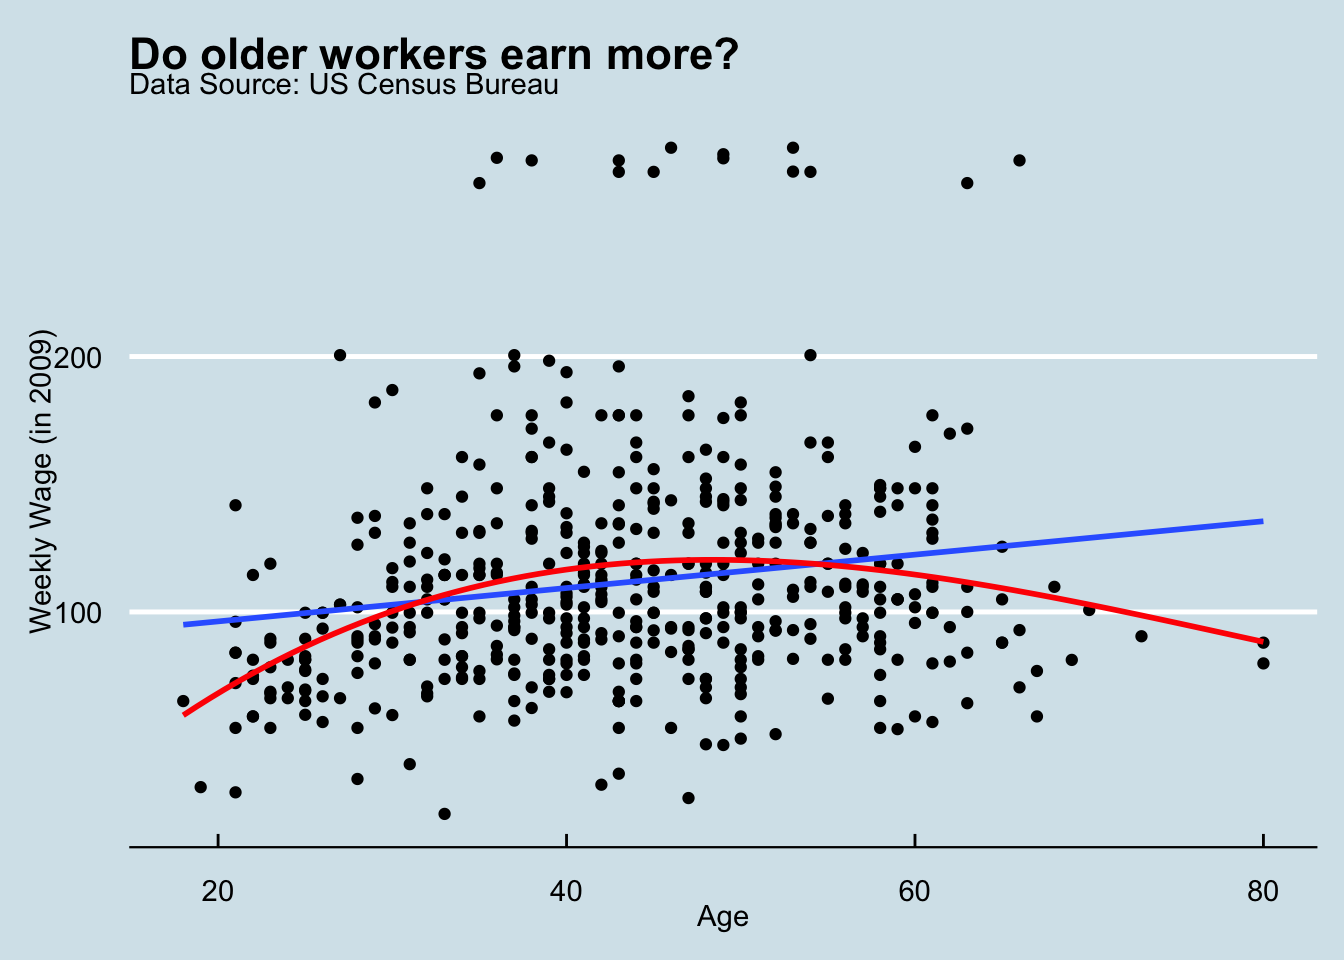 Do older workers earn more?
Data Source: US Census Bureau
Weekly Wage (in 2009)
200
100
20 40 60 80
Age